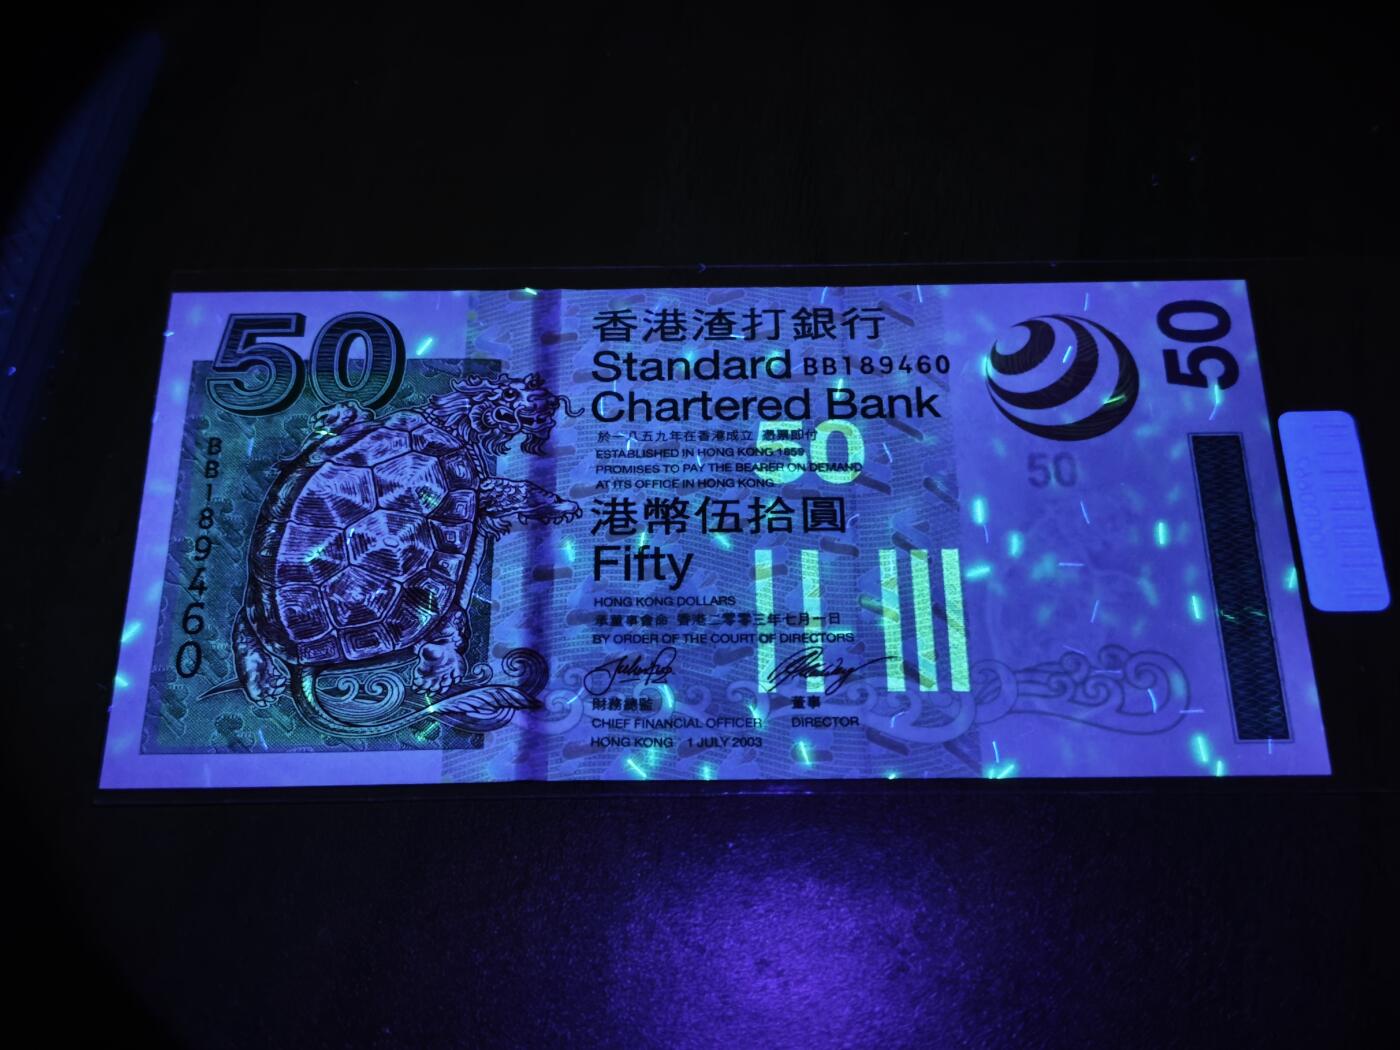 50
BB189460
香港渣打銀行
Standard BB189460
Chartered Bank
於一八五九年在香港成立 憑票即付
50
ESTABLISHED IN HONG KONG 1859
PROMISES TO PAY THE BEARER ON DEMAND
AT ITS OFFICE IN HONG KONG
港幣伍拾圓
Fifty
HONG KONG DOLLARS
承董事會命 香港二零零三年七月一日
BY ORDER OF THE COURT OF DIRECTORS
財務總監 董事
CHIEF FINANCIAL OFFICER DIRECTOR
HONG KONG 1 JULY 2003
50
50